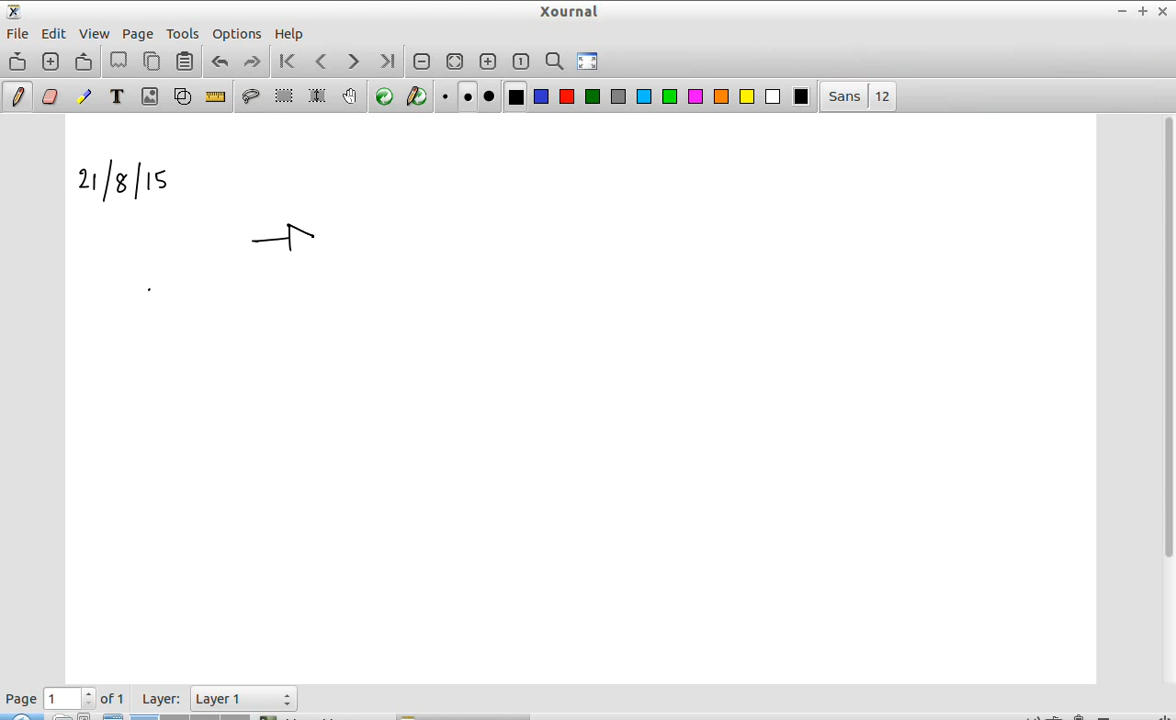 Xournal
File Edit View Page Tools Options Help
Sans 12
21/8/15
Page 1 of 1 Layer: Layer 1